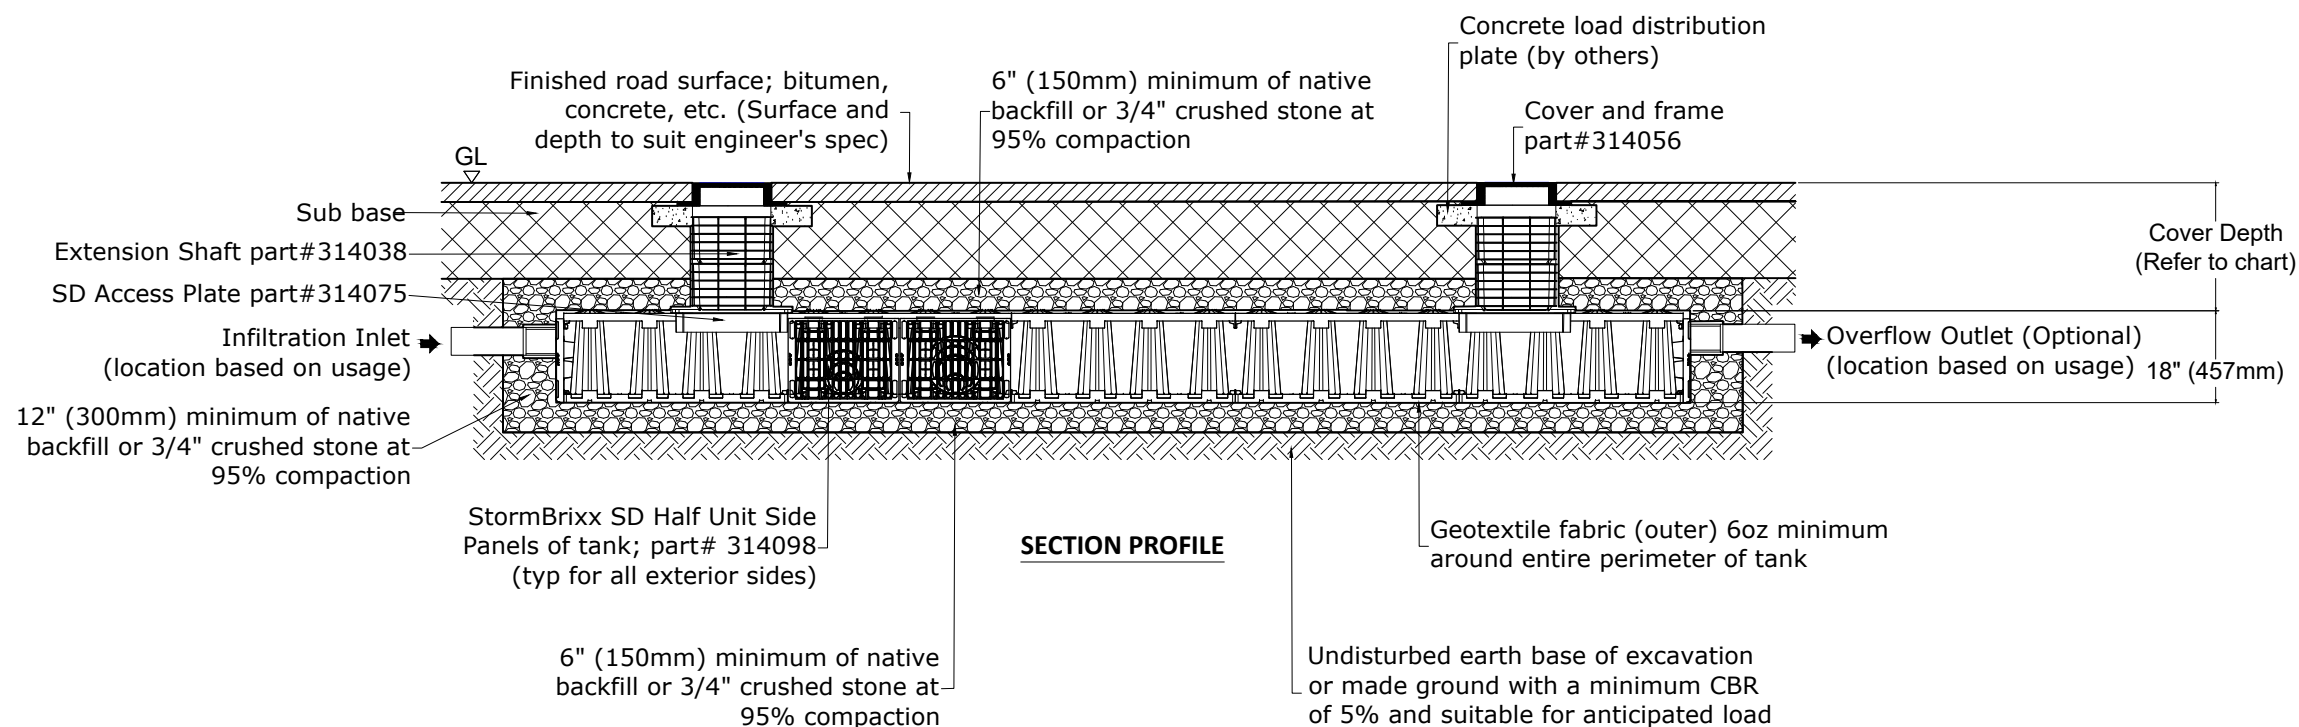 Concrete load distribution
plate (by others)
Finished road surface; bitumen,
concrete, etc. (Surface and
depth to suit engineer's spec)
6" (150mm) minimum of native
backfill or 3/4" crushed stone at
95% compaction
Cover and frame
part#314056
GL
Sub base
Extension Shaft part#314038
SD Access Plate part#314075
Infiltration Inlet
(location based on usage)
12" (300mm) minimum of native
backfill or 3/4" crushed stone at
95% compaction
Cover Depth
(Refer to chart)
Overflow Outlet (Optional)
(location based on usage)
18" (457mm)
StormBrixx SD Half Unit Side
Panels of tank; part# 314098
(typ for all exterior sides)
SECTION PROFILE
Geotextile fabric (outer) 6oz minimum
around entire perimeter of tank
6" (150mm) minimum of native
backfill or 3/4" crushed stone at
95% compaction
Undisturbed earth base of excavation
or made ground with a minimum CBR
of 5% and suitable for anticipated load